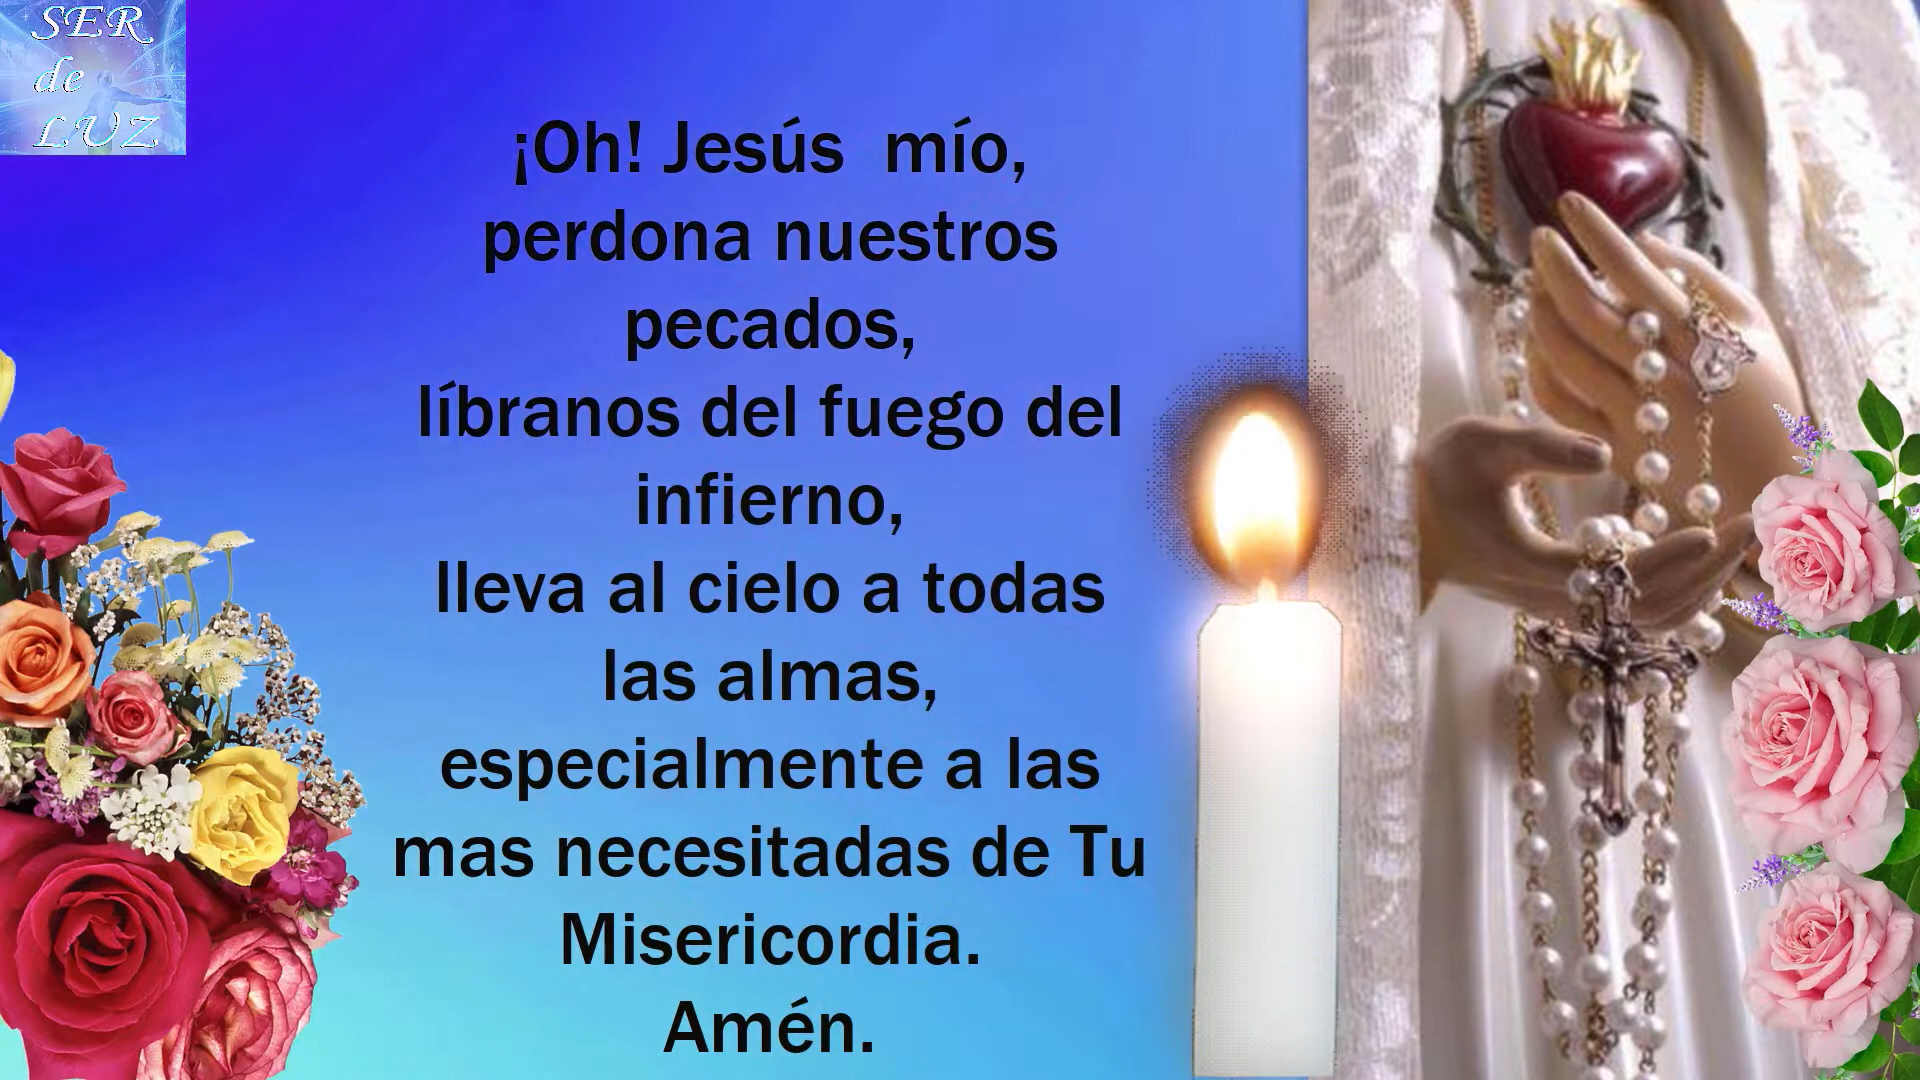 SER
de
LUZ
¡Oh! Jesús  mío,
perdona nuestros
pecados,
líbranos del fuego del
infierno,
lleva al cielo a todas
las almas,
especialmente a las
mas necesitadas de Tu
Misericordia.
Amén.